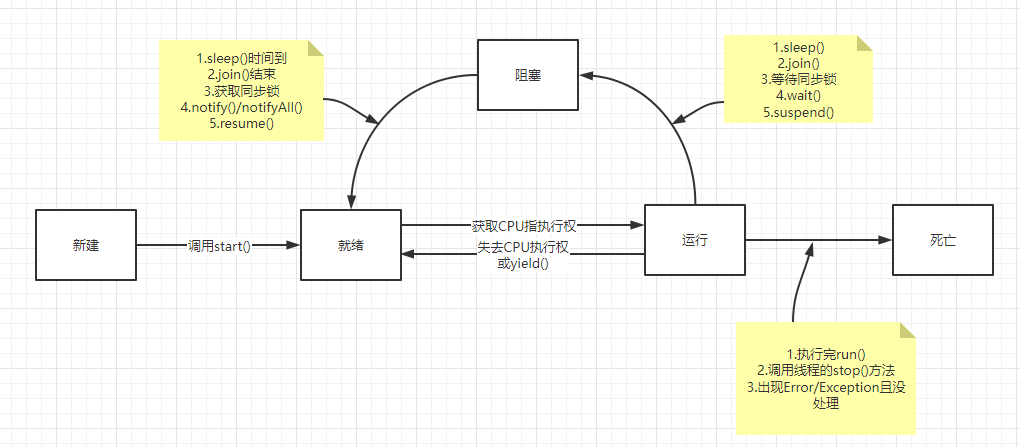 1.sleep()时间到
2.join()结束
3.获取同步锁
4.notify()/notifyAll()
5.resume()
阻塞
1.sleep()
2.join()
3.等待同步锁
4.wait()
5.suspend()
新建
调用start()
就绪
获取CPU指执行权
失去CPU执行权
或yield()
运行
死亡
1.执行完run()
2.调用线程的stop()方法
3.出现Error/Exception且没
处理